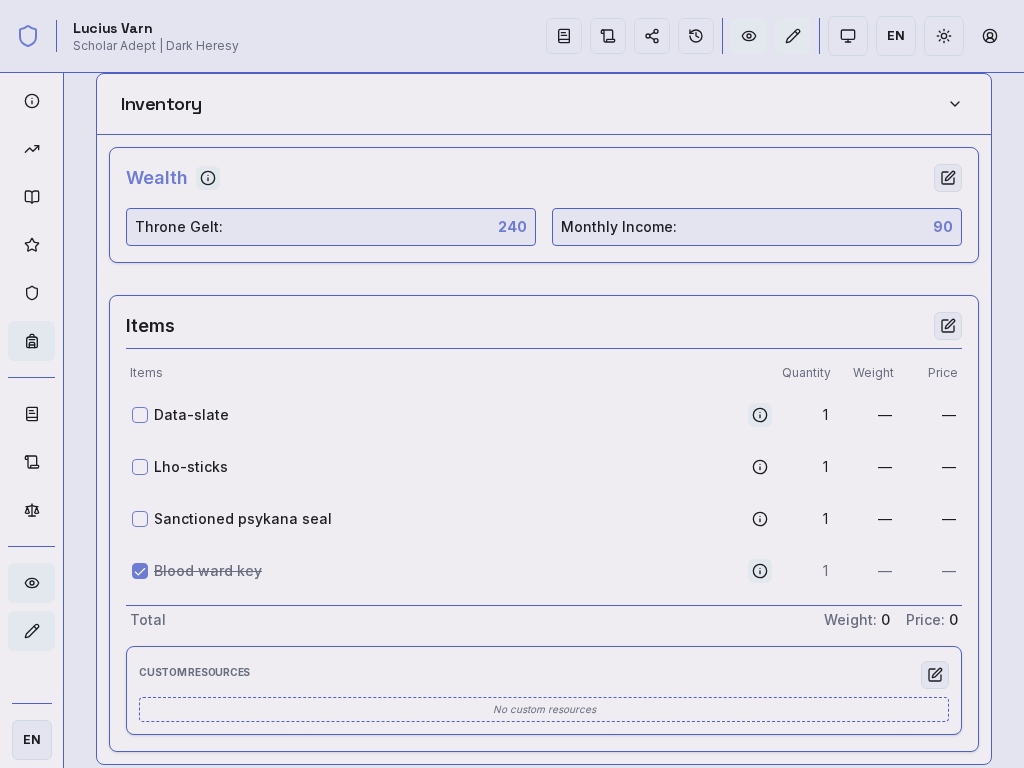 Lucius Varn
Scholar Adept | Dark Heresy
EN
Inventory
Wealth
Throne Gelt: 240
Monthly Income: 90
Items
Items Quantity Weight Price
Data-slate 1 — —
Lho-sticks 1 — —
Sanctioned psykana seal 1 — —
Blood ward key 1 — —
Total Weight: 0 Price: 0
CUSTOM RESOURCES
No custom resources
EN